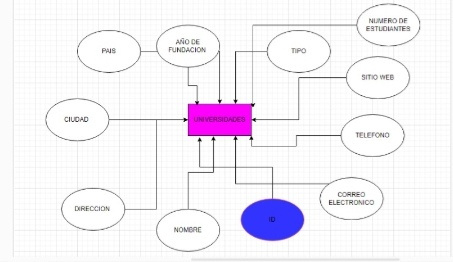 NUMERO DE
ESTUDIANTES
AÑO DE
FUNDACION
PAIS
TIPO
SITIO WEB
CIUDAD
UNIVERSIDADES
TELEFONO
CORREO
ELECTRONICO
DIRECCION
NOMBRE
ID